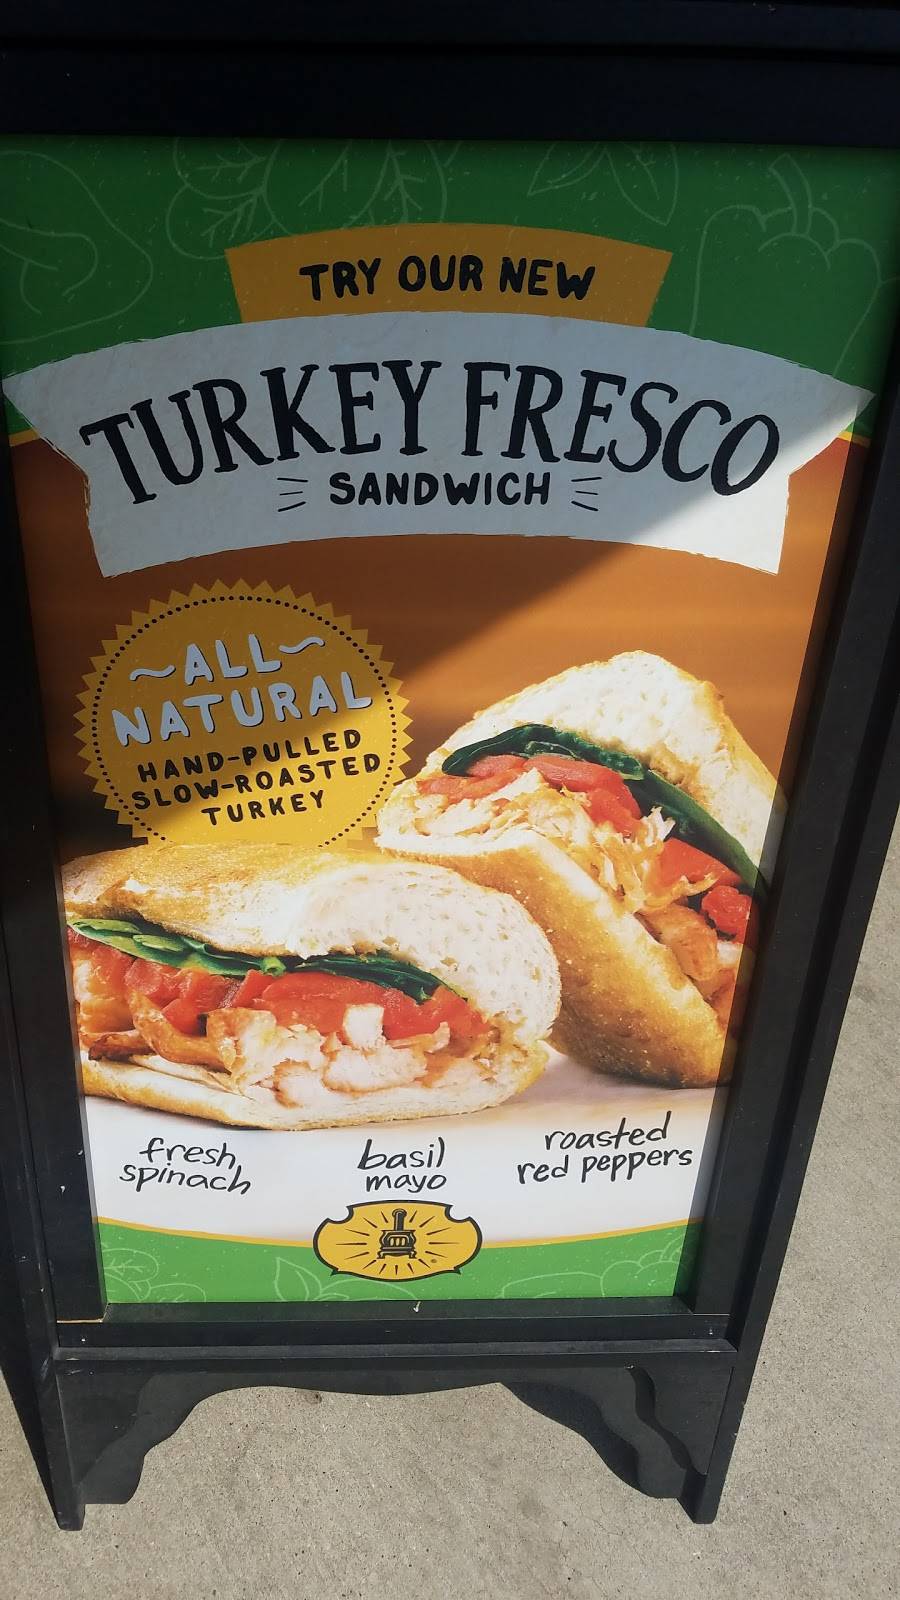 TRY OUR NEW
TURKEY FRESCO
SANDWICH
ALL
NATURAL
HAND-PULLED
SLOW-ROASTED
TURKEY
fresh
spinach
basil
mayo
roasted
red peppers